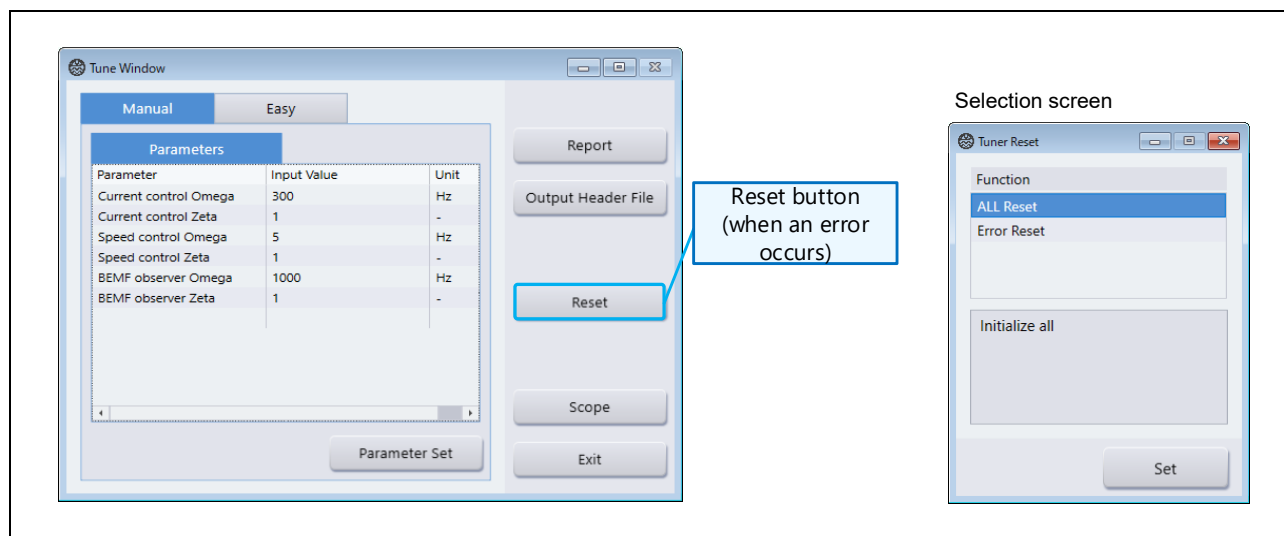 Tune Window
Manual Easy
Parameters
Parameter Input Value Unit
Current control Omega 300 Hz
Current control Zeta 1 -
Speed control Omega 5 Hz
Speed control Zeta 1 -
BEMF observer Omega 1000 Hz
BEMF observer Zeta 1 -
Parameter Set
Report
Output Header File
Reset
Scope
Exit
Reset button
(when an error
occurs)
Selection screen
Tuner Reset
Function
ALL Reset
Error Reset
Initialize all
Set